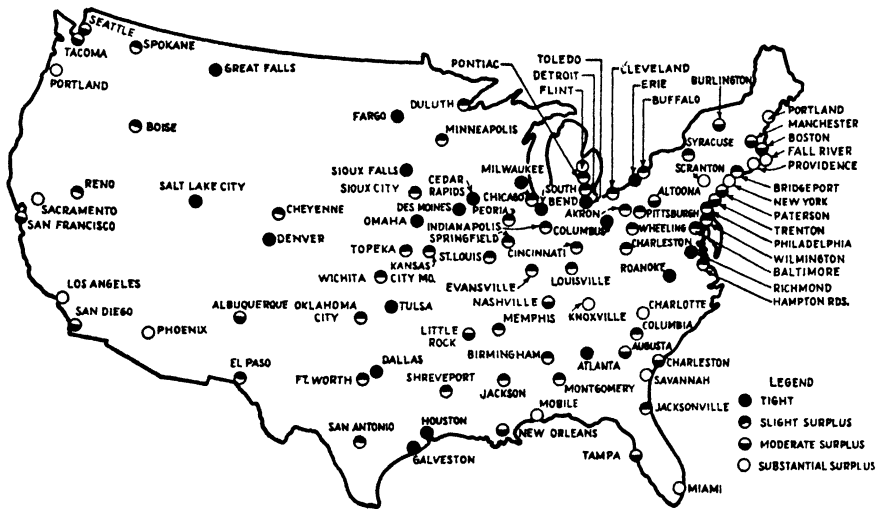 SEATTLE
TACOMA
SPOKANE
PORTLAND
GREAT FALLS
BOISE
RENO
SACRAMENTO
SAN FRANCISCO
SALT LAKE CITY
CHEYENNE
DENVER
LOS ANGELES
SAN DIEGO
PHOENIX
ALBUQUERQUE
EL PASO
FARGO
DULUTH
MINNEAPOLIS
SIOUX FALLS
SIOUX CITY
CEDAR
RAPIDS
DES MOINES
OMAHA
TOPEKA
KANSAS
CITY MO.
WICHITA
OKLAHOMA
CITY
TULSA
DALLAS
FT. WORTH
SAN ANTONIO
HOUSTON
GALVESTON
SHREVEPORT
LITTLE
ROCK
MILWAUKEE
CHICAGO
SOUTH
BEND
PEORIA
INDIANAPOLIS
SPRINGFIELD
ST. LOUIS
EVANSVILLE
NASHVILLE
MEMPHIS
BIRMINGHAM
JACKSON
MONTGOMERY
MOBILE
NEW ORLEANS
PONTIAC
TOLEDO
DETROIT
FLINT
CLEVELAND
ERIE
BUFFALO
BURLINGTON
SYRACUSE
SCRANTON
ALTOONA
AKRON
PITTSBURGH
COLUMBUS
WHEELING
CINCINNATI
CHARLESTON
LOUISVILLE
ROANOKE
KNOXVILLE
CHARLOTTE
COLUMBIA
ATLANTA
AUGUSTA
CHARLESTON
SAVANNAH
JACKSONVILLE
TAMPA
MIAMI
PORTLAND
MANCHESTER
BOSTON
FALL RIVER
PROVIDENCE
BRIDGEPORT
NEW YORK
PATERSON
TRENTON
PHILADELPHIA
WILMINGTON
BALTIMORE
RICHMOND
HAMPTON RDS.
LEGEND
TIGHT
SLIGHT SURPLUS
MODERATE SURPLUS
SUBSTANTIAL SURPLUS